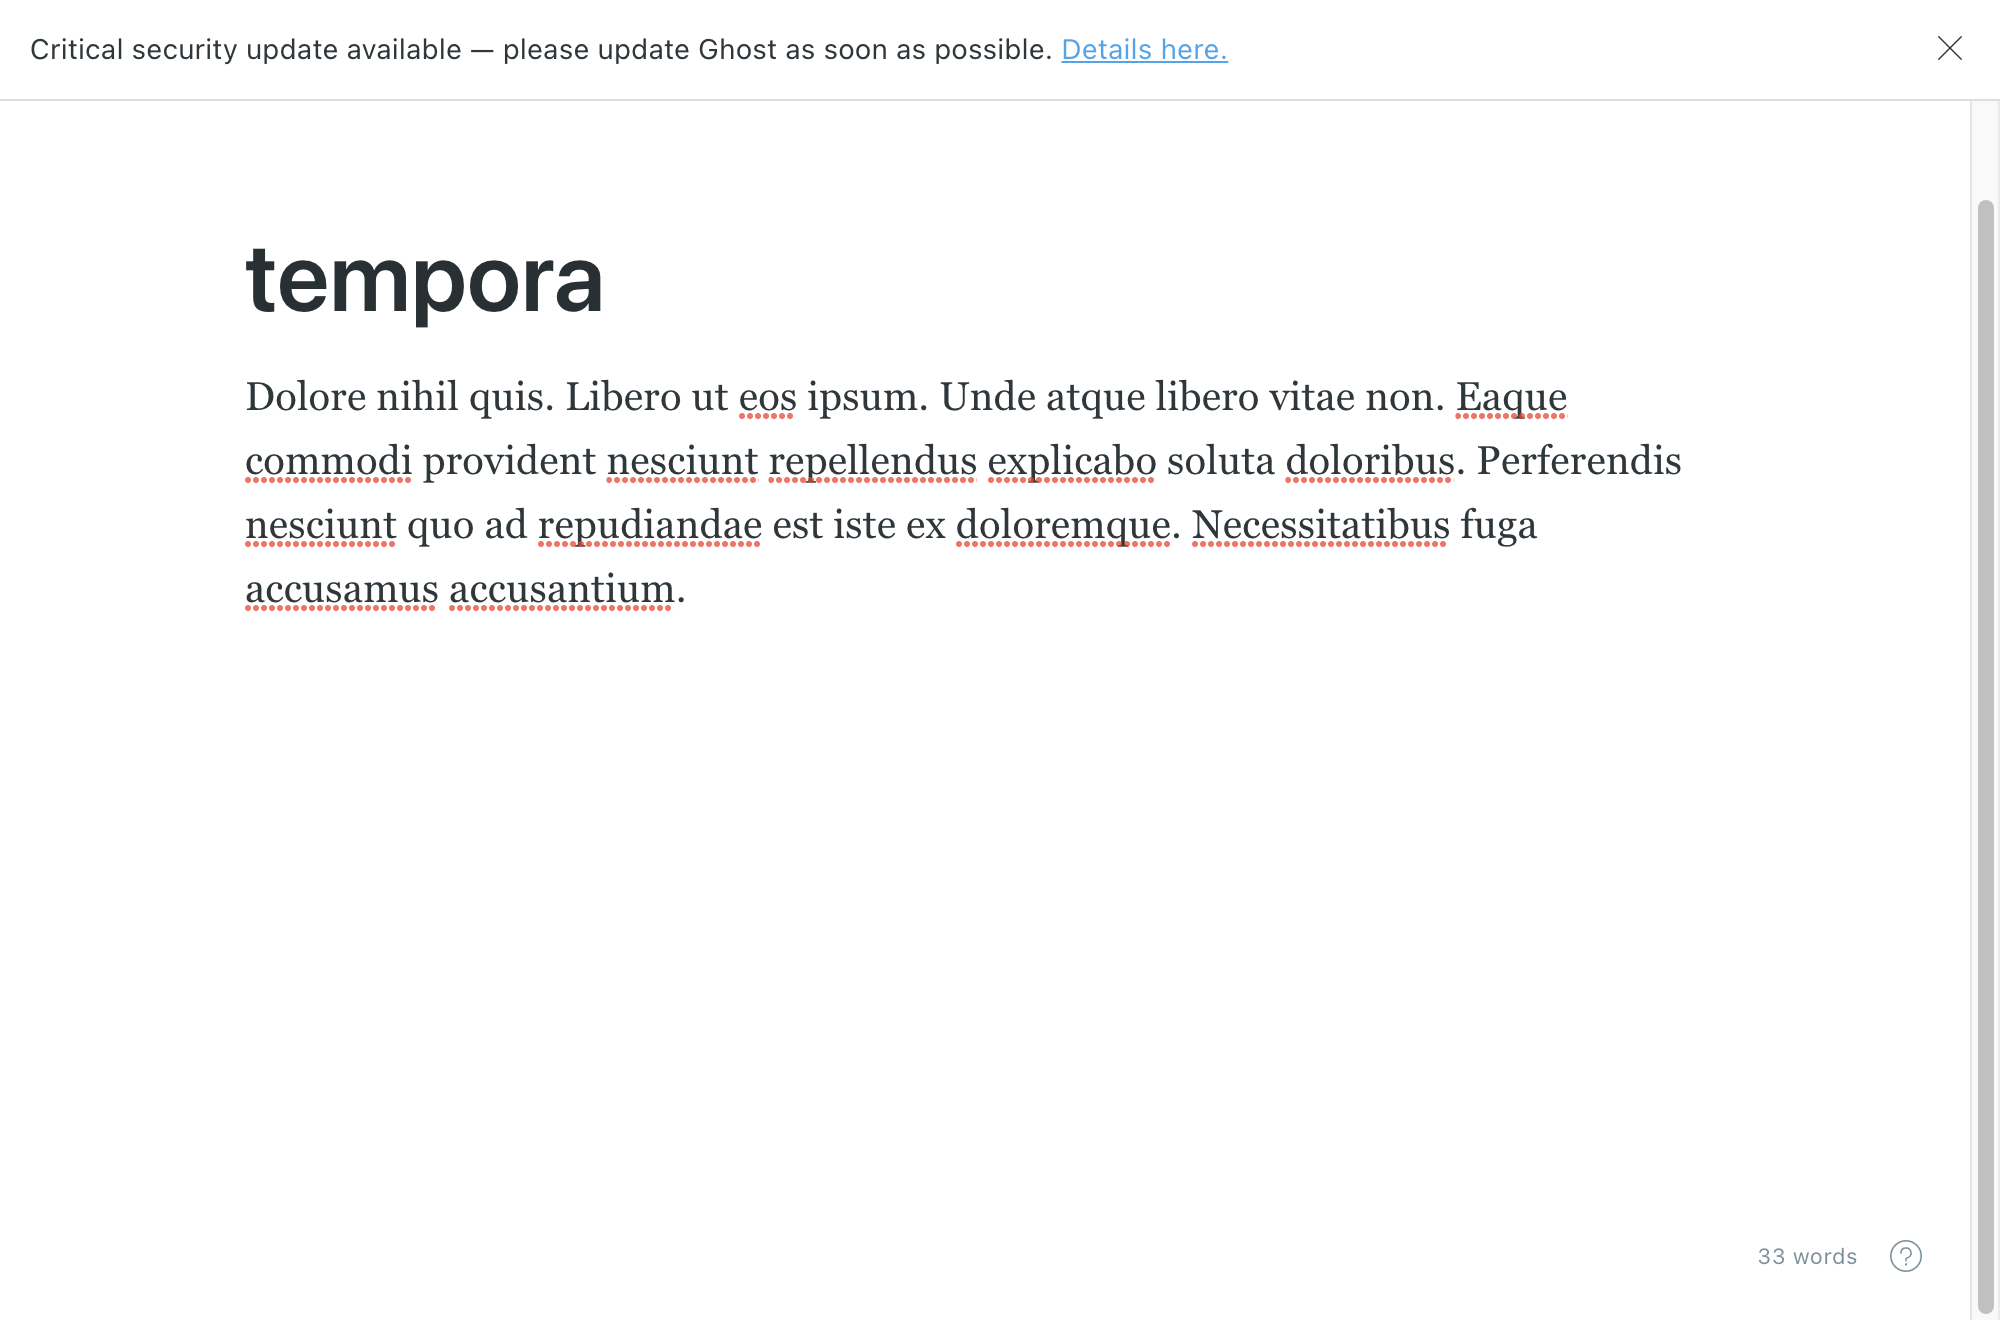 Critical security update available — please update Ghost as soon as possible. Details here.
tempora
Dolore nihil quis. Libero ut eos ipsum. Unde atque libero vitae non. Eaque
commodi provident nesciunt repellendus explicabo soluta doloribus. Perferendis
nesciunt quo ad repudiandae est iste ex doloremque. Necessitatibus fuga
accusamus accusantium.
33 words ?